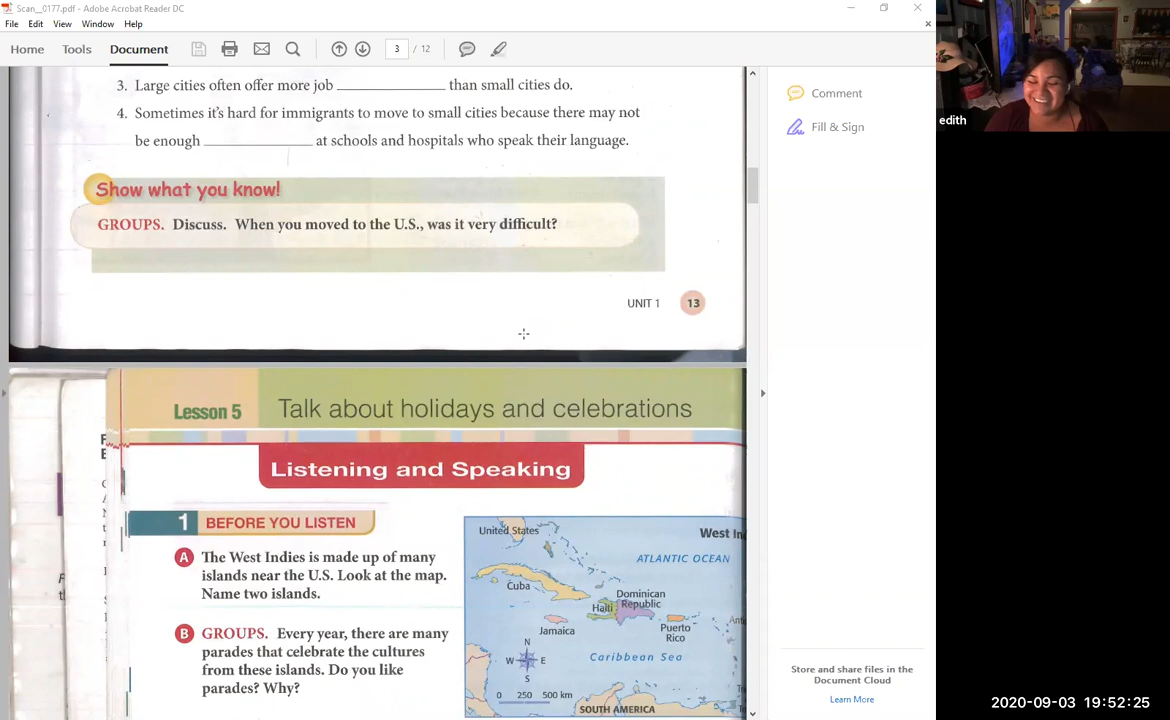 Scan__0177.pdf - Adobe Acrobat Reader DC
File Edit View Window Help
Home Tools Document 3 / 12
3. Large cities often offer more job ____________ than small cities do.
4. Sometimes it's hard for immigrants to move to small cities because there may not
be enough ____________ at schools and hospitals who speak their language.
Show what you know!
GROUPS. Discuss. When you moved to the U.S., was it very difficult?
UNIT 1 13
Lesson 5 Talk about holidays and celebrations
Listening and Speaking
1 BEFORE YOU LISTEN
A The West Indies is made up of many
islands near the U.S. Look at the map.
Name two islands.
B GROUPS. Every year, there are many
parades that celebrate the cultures
from these islands. Do you like
parades? Why?
United States
West In
ATLANTIC OCEAN
Cuba
Dominican
Republic
Haiti
Jamaica
Puerto
Rico
Caribbean Sea
N
W E
S
0 250 500 km
SOUTH AMERICA
Comment
Fill & Sign
Store and share files in the
Document Cloud
Learn More
edith
2020-09-03 19:52:25